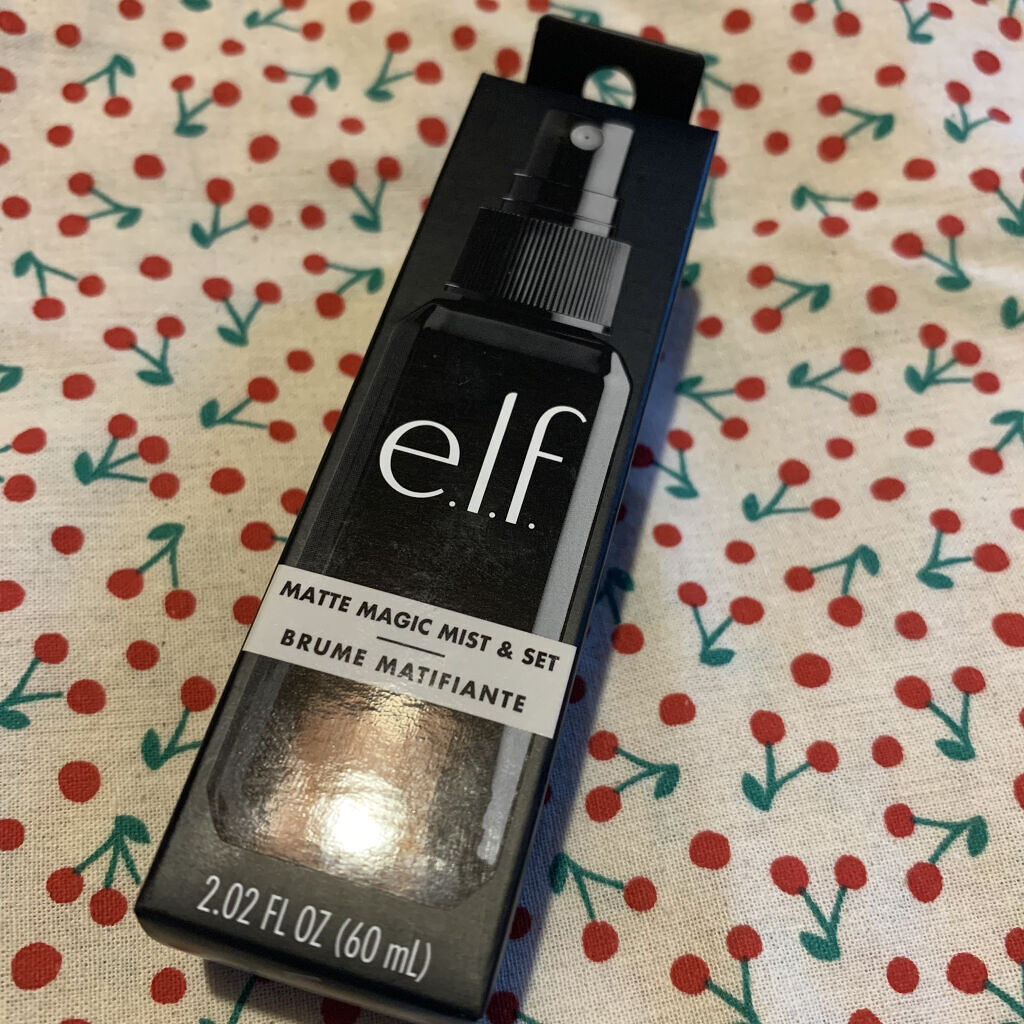 e.l.f.
MATTE MAGIC MIST & SET
BRUME MATIFIANTE
2.02 FL OZ (60 mL)